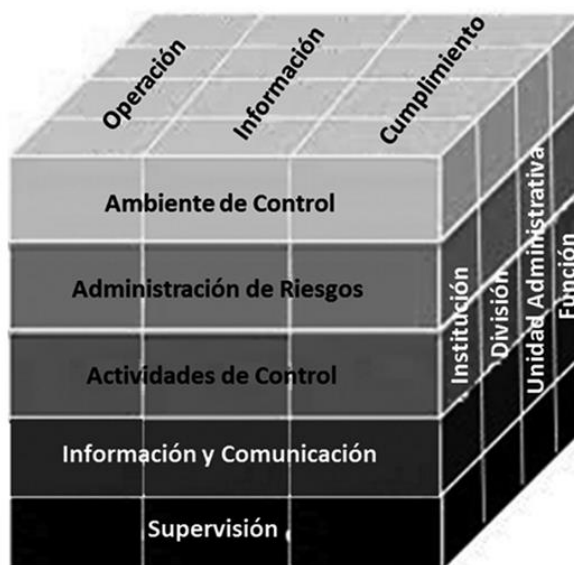 Operación
Información
Cumplimiento
Ambiente de Control
Administración de Riesgos
Actividades de Control
Información y Comunicación
Supervisión
Institución
División
Unidad Administrativa
Función